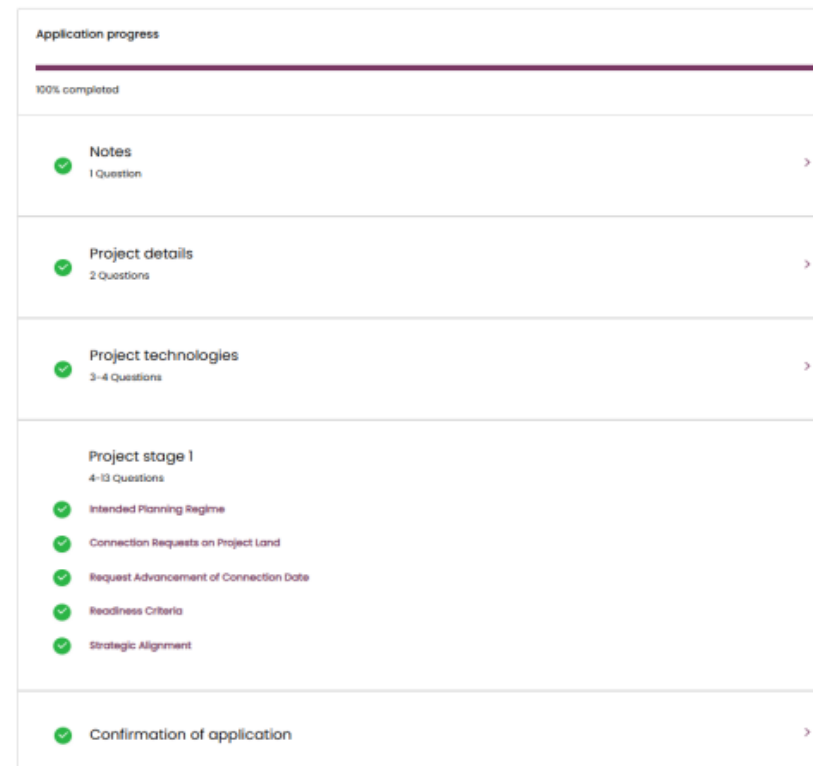 Application progress
100% completed
Notes
1 Question
Project details
2 Questions
Project technologies
3-4 Questions
Project stage 1
4-13 Questions
Intended Planning Regime
Connection Requests on Project Land
Request Advancement of Connection Date
Readiness Criteria
Strategic Alignment
Confirmation of application